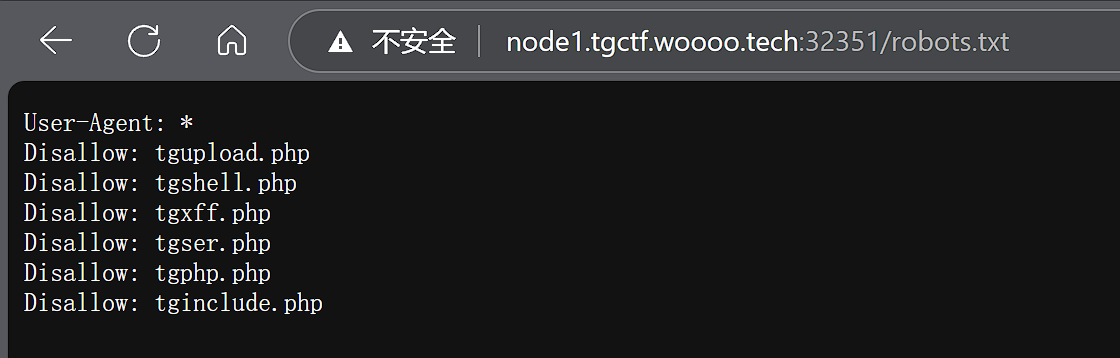 不安全 node1.tgctf.woooo.tech:32351/robots.txt
User-Agent: *
Disallow: tgupload.php
Disallow: tgshell.php
Disallow: tgxff.php
Disallow: tgser.php
Disallow: tgphp.php
Disallow: tginclude.php